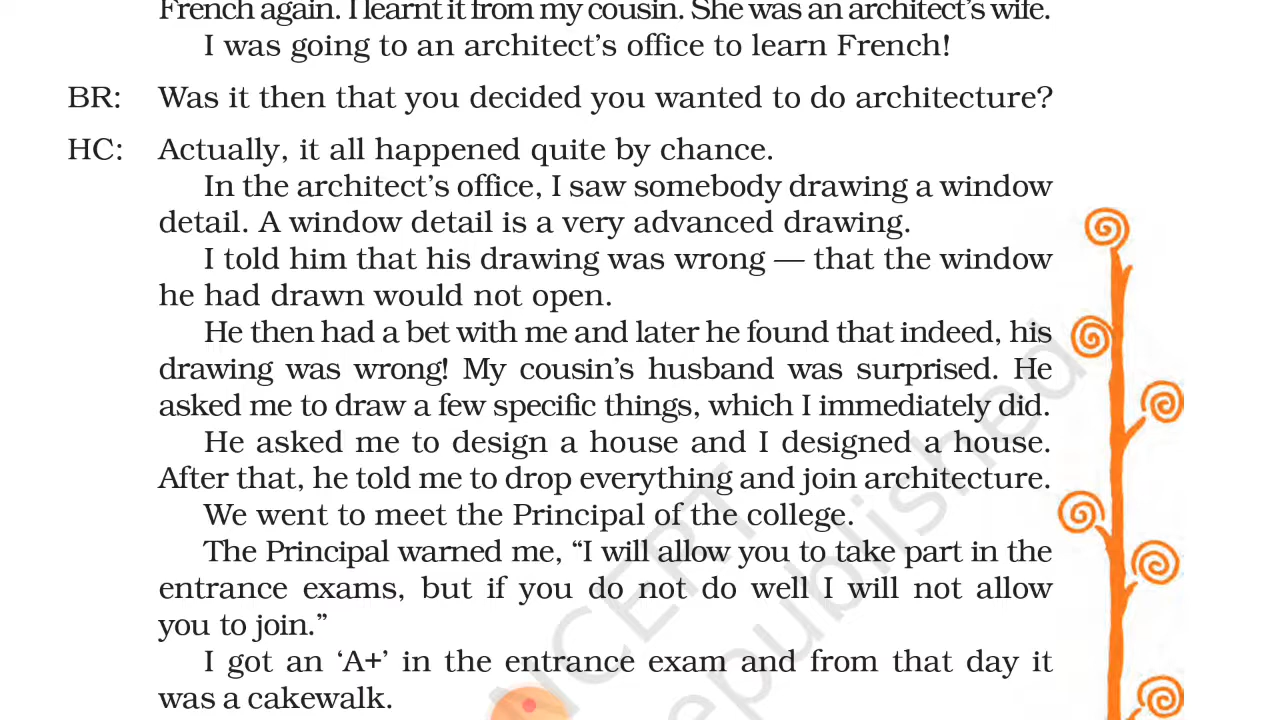 French again. I learnt it from my cousin. She was an architect’s wife.
I was going to an architect’s office to learn French!
BR: Was it then that you decided you wanted to do architecture?
HC: Actually, it all happened quite by chance.
In the architect’s office, I saw somebody drawing a window
detail. A window detail is a very advanced drawing.
I told him that his drawing was wrong — that the window
he had drawn would not open.
He then had a bet with me and later he found that indeed, his
drawing was wrong! My cousin’s husband was surprised. He
asked me to draw a few specific things, which I immediately did.
He asked me to design a house and I designed a house.
After that, he told me to drop everything and join architecture.
We went to meet the Principal of the college.
The Principal warned me, “I will allow you to take part in the
entrance exams, but if you do not do well I will not allow
you to join.”
I got an ‘A+’ in the entrance exam and from that day it
was a cakewalk.
NCERT
republished